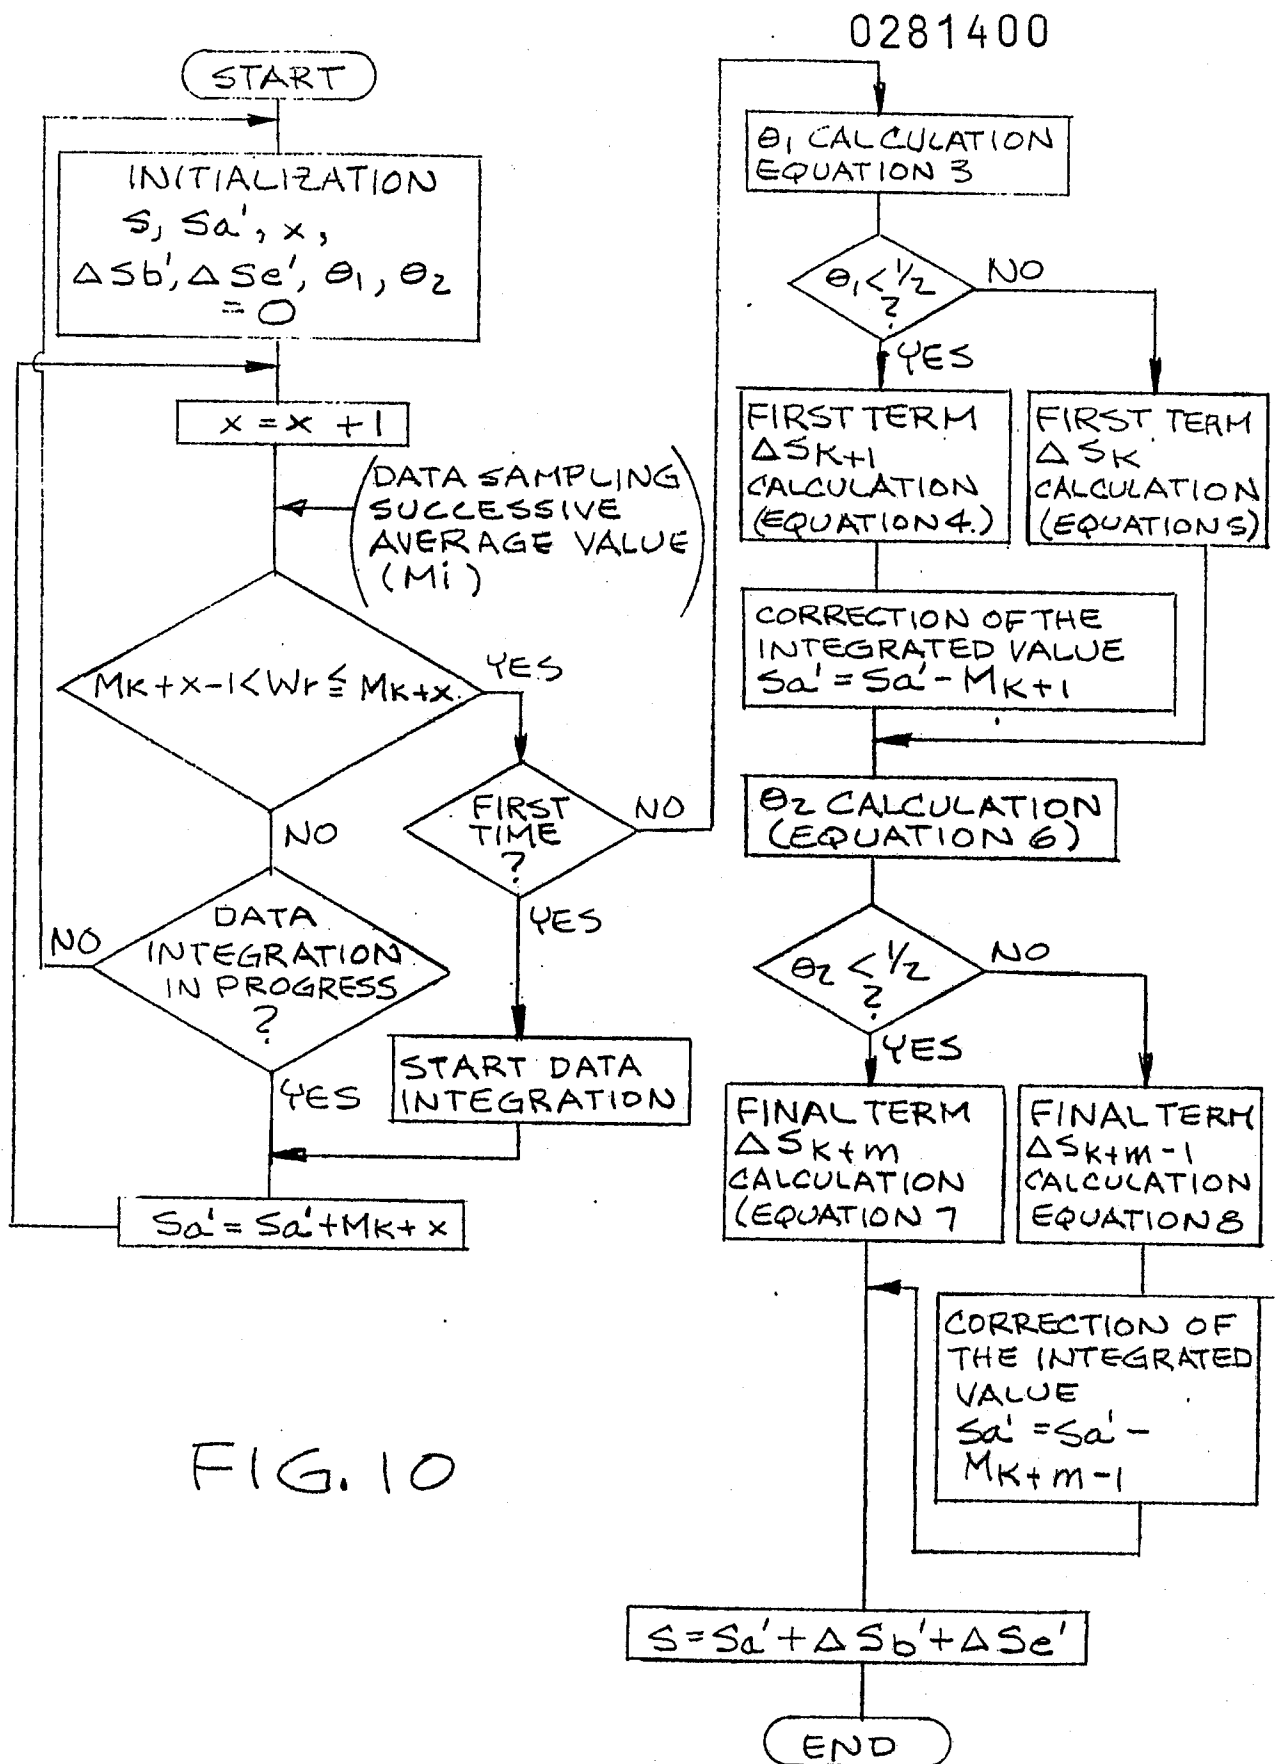 0281400
START
INITIALIZATION
S, Sa', x,
ΔSb', ΔSe', θ1, θ2
= 0
x = x + 1
(DATA SAMPLING
SUCCESSIVE
AVERAGE VALUE
(Mi))
MK+x-1<Wr≦MK+x.
YES
NO
FIRST
TIME
?
NO
YES
DATA
INTEGRATION
IN PROGRESS
?
NO
YES
START DATA
INTEGRATION
Sa' = Sa' + MK+x
θ1 CALCULATION
EQUATION 3
θ1 < 1/2
?
NO
YES
FIRST TERM
ΔSK+1
CALCULATION
(EQUATION 4.)
FIRST TERM
ΔSK
CALCULATION
(EQUATION 5)
CORRECTION OF THE
INTEGRATED VALUE
Sa' = Sa' - MK+1
θ2 CALCULATION
(EQUATION 6)
θ2 < 1/2
?
NO
YES
FINAL TERM
ΔSK+m
CALCULATION
(EQUATION 7
FINAL TERM
ΔSK+m-1
CALCULATION
EQUATION 8
CORRECTION OF
THE INTEGRATED
VALUE
Sa' = Sa' -
MK+m-1
S = Sa' + ΔSb' + ΔSe'
END
FIG. 10